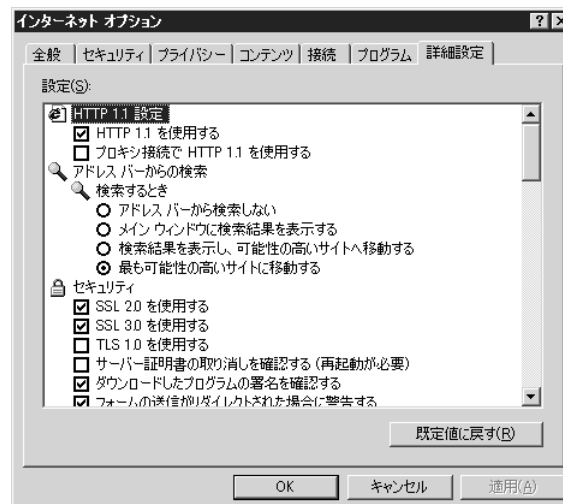 インターネット オプション
全般 セキュリティ プライバシー コンテンツ 接続 プログラム 詳細設定
設定(S):
HTTP 1.1 設定
HTTP 1.1 を使用する
プロキシ接続で HTTP 1.1 を使用する
アドレス バーからの検索
検索するとき
アドレス バーから検索しない
メイン ウィンドウに検索結果を表示する
検索結果を表示し、可能性の高いサイトへ移動する
最も可能性の高いサイトに移動する
セキュリティ
SSL 2.0 を使用する
SSL 3.0 を使用する
TLS 1.0 を使用する
サーバー証明書の取り消しを確認する (再起動が必要)
ダウンロードしたプログラムの署名を確認する
フォームの送信がリダイレクトされた場合に警告する
既定値に戻す(R)
OK キャンセル 適用(A)